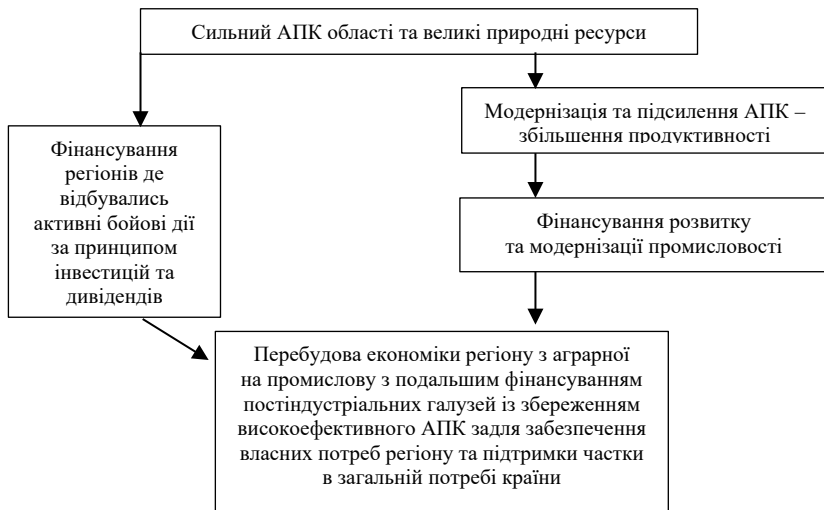 Сильний АПК області та великі природні ресурси
Фінансування
регіонів де
відбувались
активні бойові дії
за принципом
інвестицій та
дивідендів
Модернізація та підсилення АПК –
збільшення продуктивності
Фінансування розвитку
та модернізації промисловості
Перебудова економіки регіону з аграрної
на промислову з подальшим фінансуванням
постіндустріальних галузей із збереженням
високоефективного АПК задля забезпечення
власних потреб регіону та підтримки частки
в загальній потребі країни